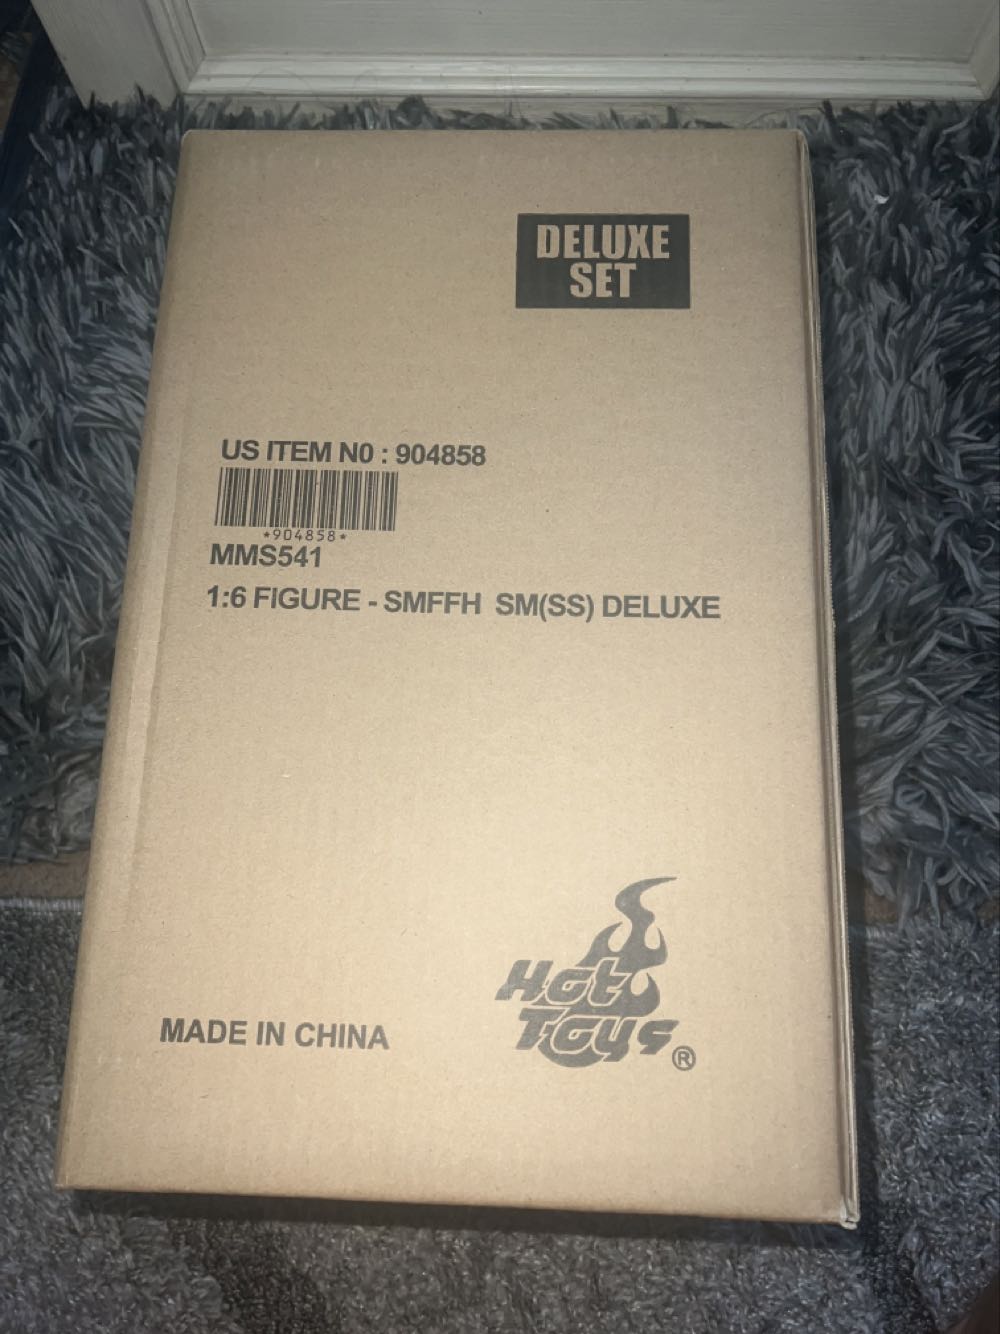 DELUXE
SET
US ITEM N0 : 904858
*904858*
MMS541
1:6 FIGURE - SMFFH SM(SS) DELUXE
Hot
Toys
®
MADE IN CHINA